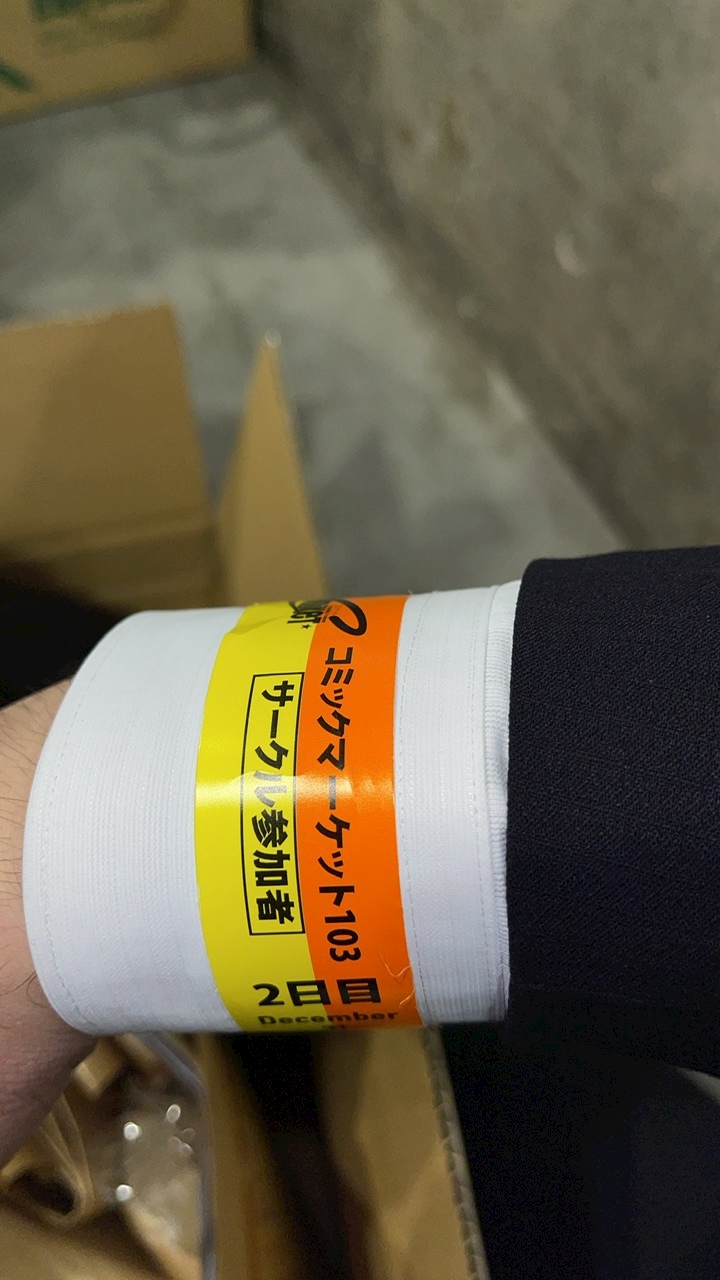 コミックマーケット103
サークル参加者
2日目
December